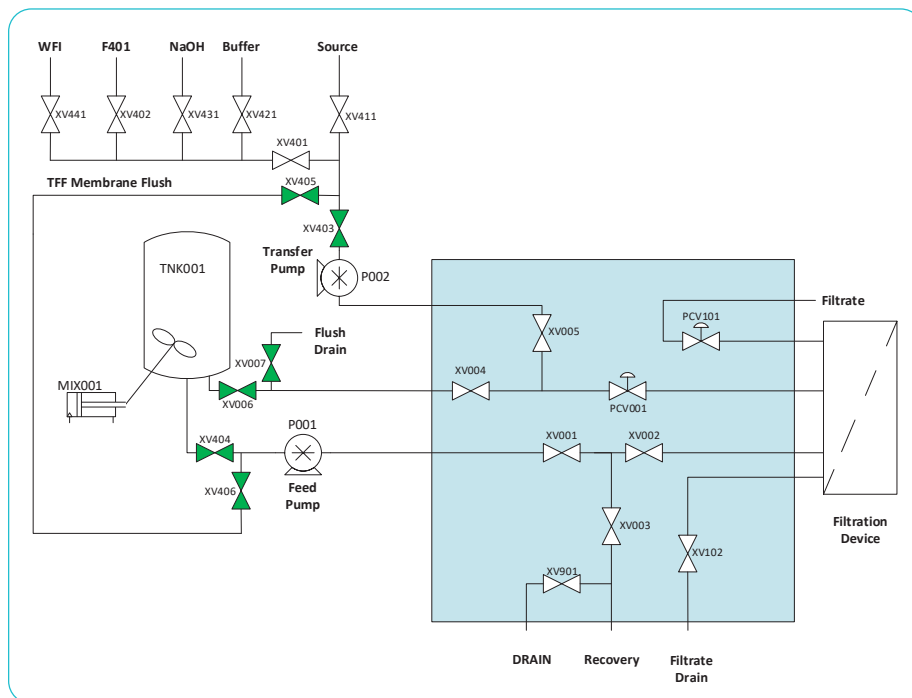 WFI
F401
NaOH
Buffer
Source
XV441
XV402
XV431
XV421
XV411
XV401
TFF Membrane Flush
XV405
XV403
Transfer
Pump
P002
TNK001
Filtrate
PCV101
XV005
Flush
Drain
XV007
XV004
PCV001
MIX001
XV006
P001
XV404
XV001
XV002
XV406
Feed
Pump
XV003
XV102
Filtration
Device
XV901
DRAIN
Recovery
Filtrate
Drain